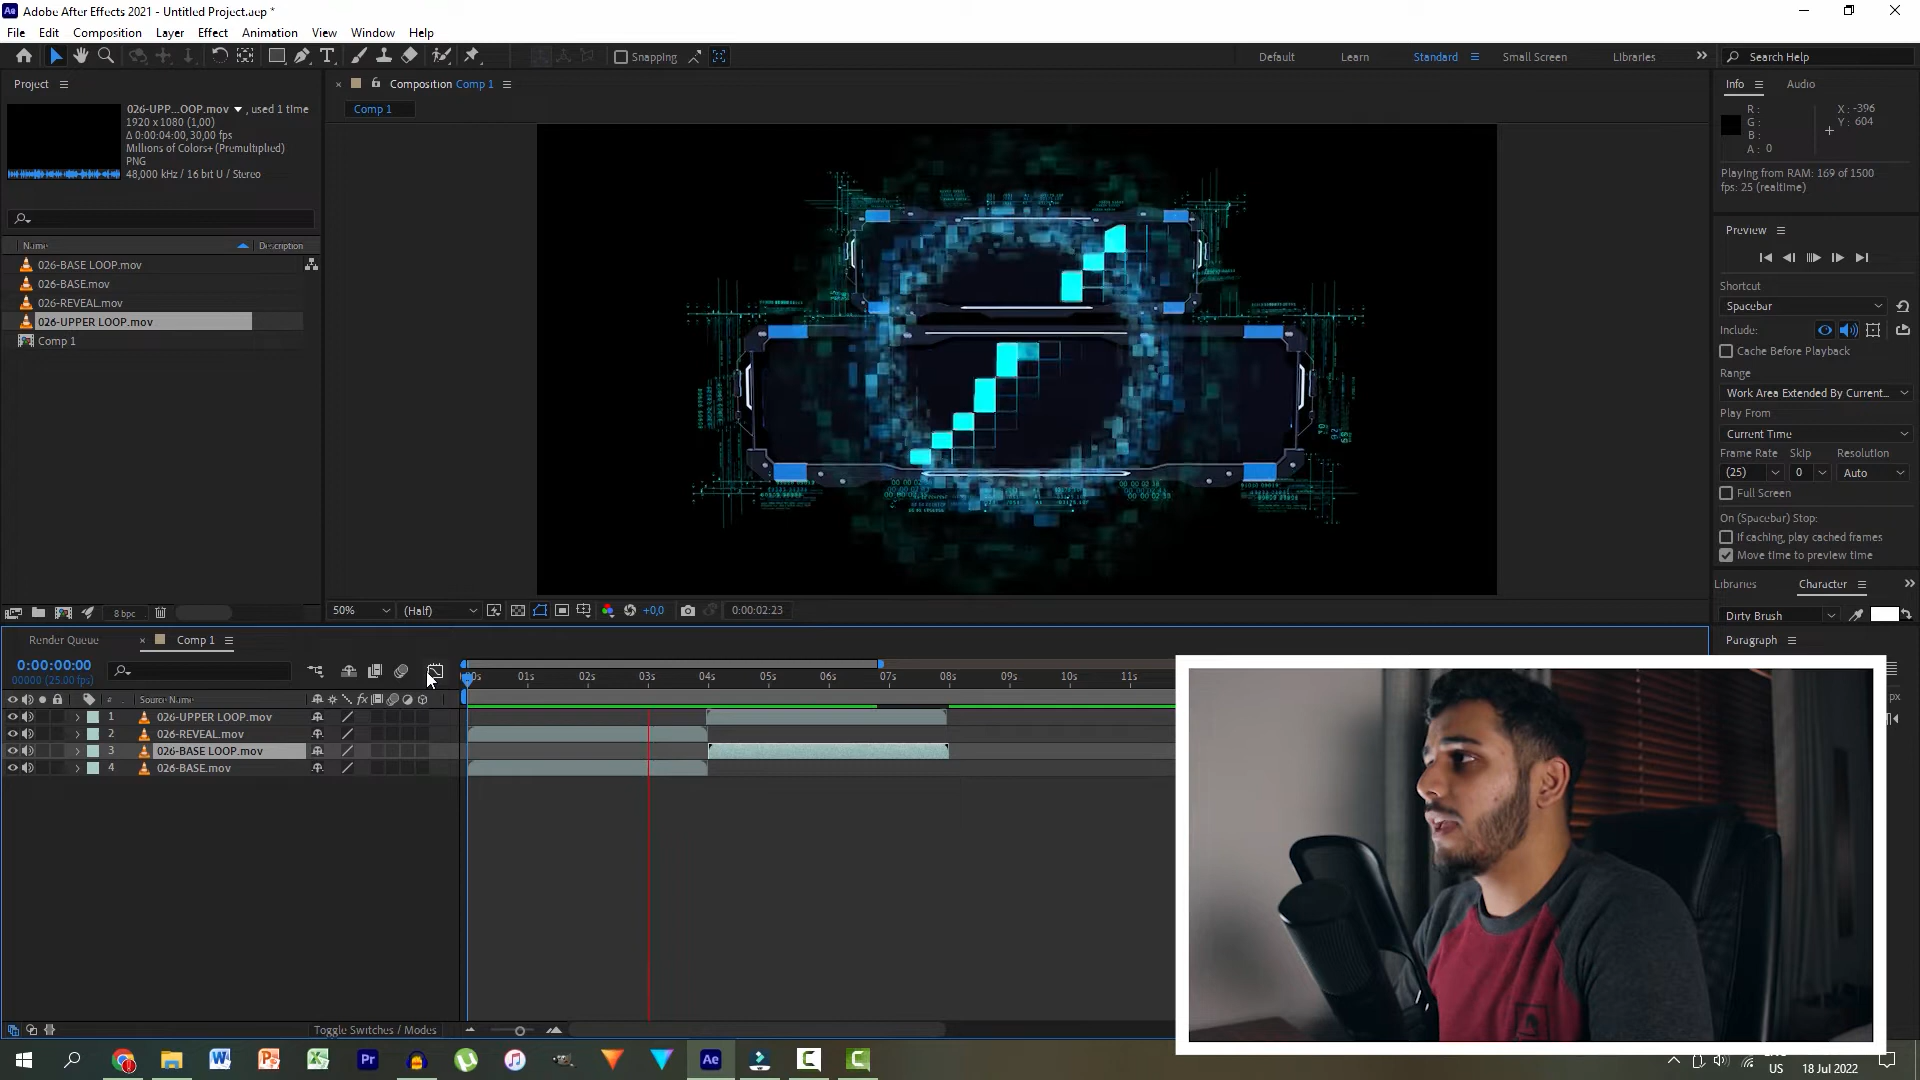 Adobe After Effects 2021 - Untitled Project.aep *
File Edit Composition Layer Effect Animation View Window Help
Snapping Default Learn Standard Small Screen Libraries Search Help
Project
026-UPP...OOP.mov , used 1 time
1920 x 1080 (1,00)
Δ 0:00:04:00, 30,00 fps
Millions of Colors+ (Premultiplied)
PNG
48,000 kHz / 16 bit U / Stereo
Name Description
026-BASE LOOP.mov
026-BASE.mov
026-REVEAL.mov
026-UPPER LOOP.mov
Comp 1
8 bpc
Composition Comp 1
Comp 1
50% (Half) +0,0 0:00:02:23
Info Audio
R: X: -396
G: Y: 604
B:
A: 0
Playing from RAM: 169 of 1500
fps: 25 (realtime)
Preview
Shortcut
Spacebar
Include:
Cache Before Playback
Range
Work Area Extended By Current...
Play From
Current Time
Frame Rate Skip Resolution
(25) 0 Auto
Full Screen
On (Spacebar) Stop:
If caching, play cached frames
Move time to preview time
Libraries Character
Dirty Brush
Paragraph
px
Render Queue Comp 1
0:00:00:00
00000 (25.00 fps)
00s 01s 02s 03s 04s 05s 06s 07s 08s 09s 10s 11s
# Source Name fx
1 026-UPPER LOOP.mov
2 026-REVEAL.mov
3 026-BASE LOOP.mov
4 026-BASE.mov
Toggle Switches / Modes
Pr Ae
US 18 Jul 2022